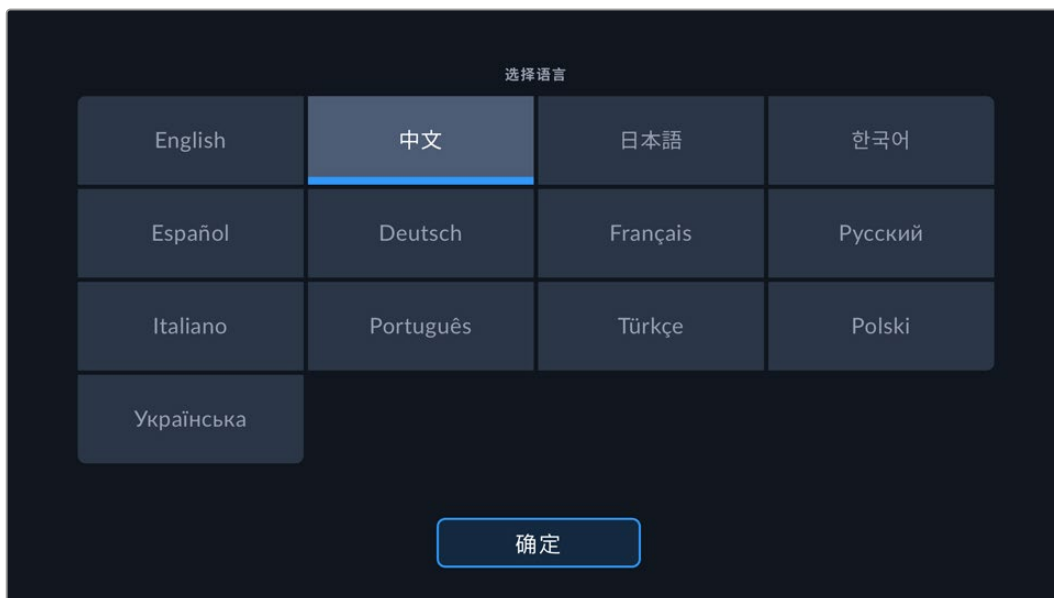 选择语言
English 中文 日本語 한국어
Español Deutsch Français Русский
Italiano Português Türkçe Polski
Українська
确定